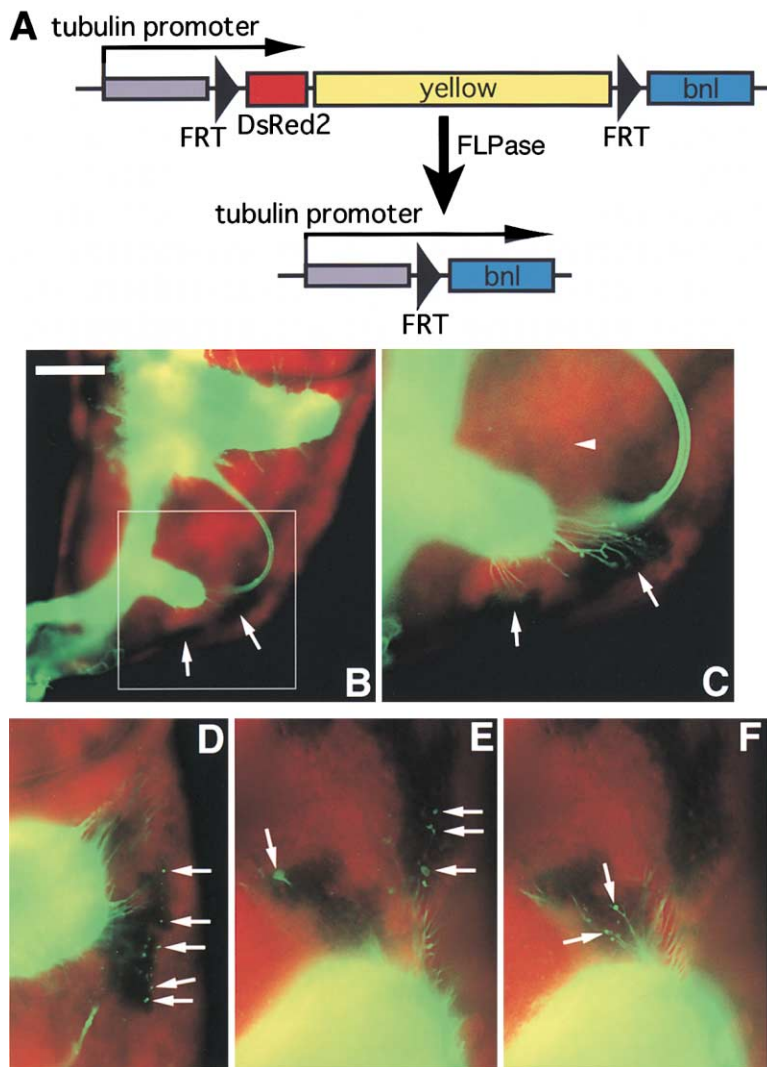 A
tubulin promoter
yellow
bnl
FRT
DsRed2
FRT
FLPase
tubulin promoter
bnl
FRT
B
C
D
E
F